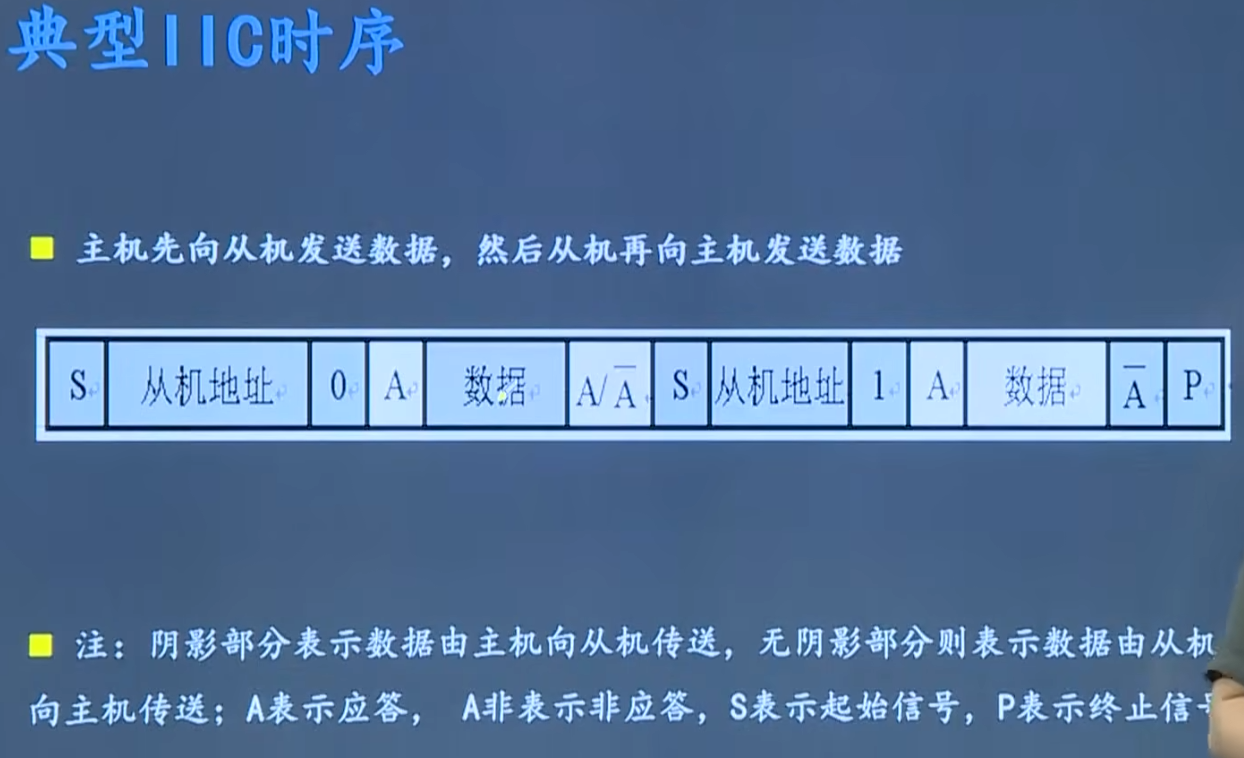 典型IIC时序
主机先向从机发送数据，然后从机再向主机发送数据
S 从机地址 0 A 数据 A/A̅ S 从机地址 1 A 数据 A̅ P
注：阴影部分表示数据由主机向从机传送，无阴影部分则表示数据由从机
向主机传送；A表示应答， A非表示非应答，S表示起始信号，P表示终止信